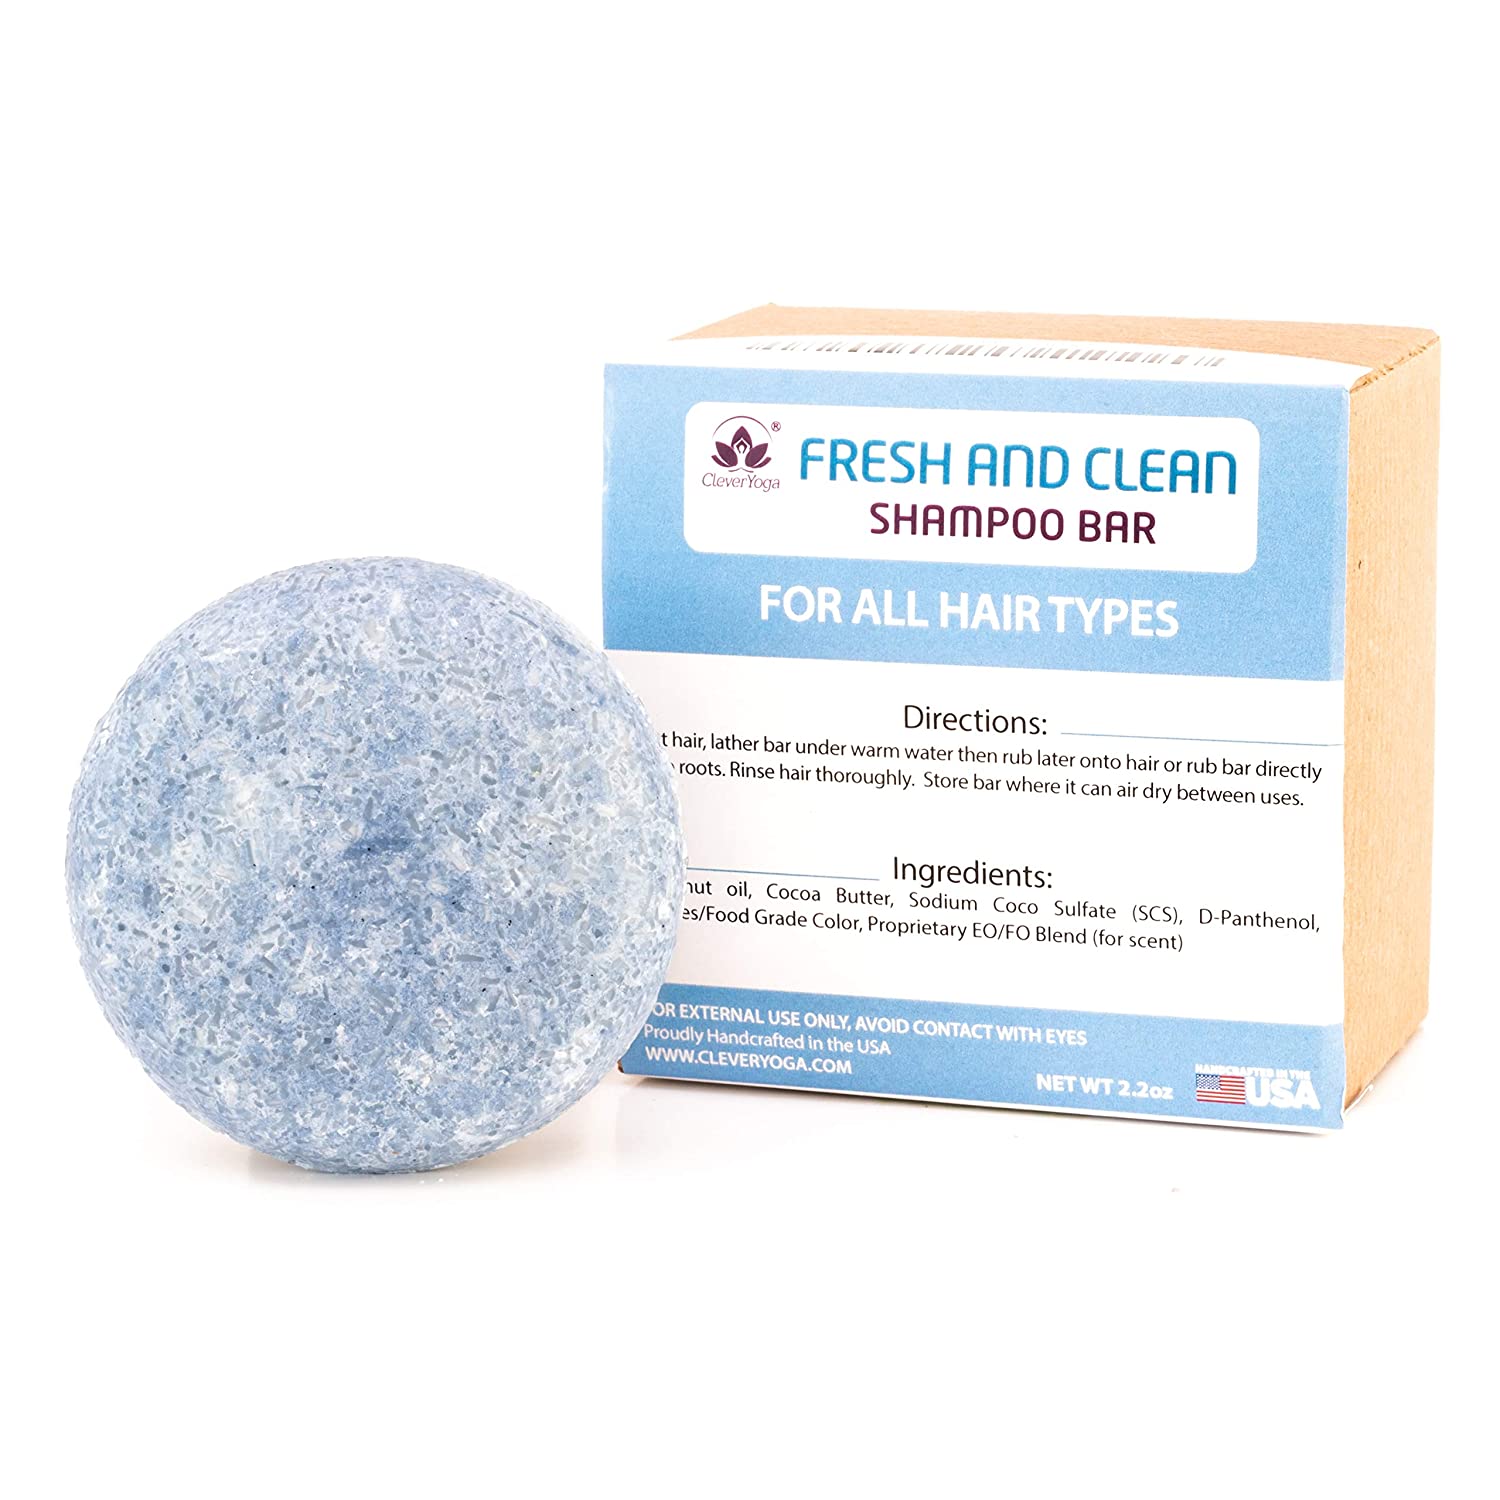 CleverYoga
FRESH AND CLEAN
SHAMPOO BAR
FOR ALL HAIR TYPES
Directions:
hair, lather bar under warm water then rub later onto hair or rub bar directly
roots. Rinse hair thoroughly. Store bar where it can air dry between uses.
Ingredients:
oil, Cocoa Butter, Sodium Coco Sulfate (SCS), D-Panthenol,
/Food Grade Color, Proprietary EO/FO Blend (for scent)
OR EXTERNAL USE ONLY, AVOID CONTACT WITH EYES
Proudly Handcrafted in the USA
WWW.CLEVERYOGA.COM
NET WT 2.2oz
HANDCRAFTED IN THE
USA